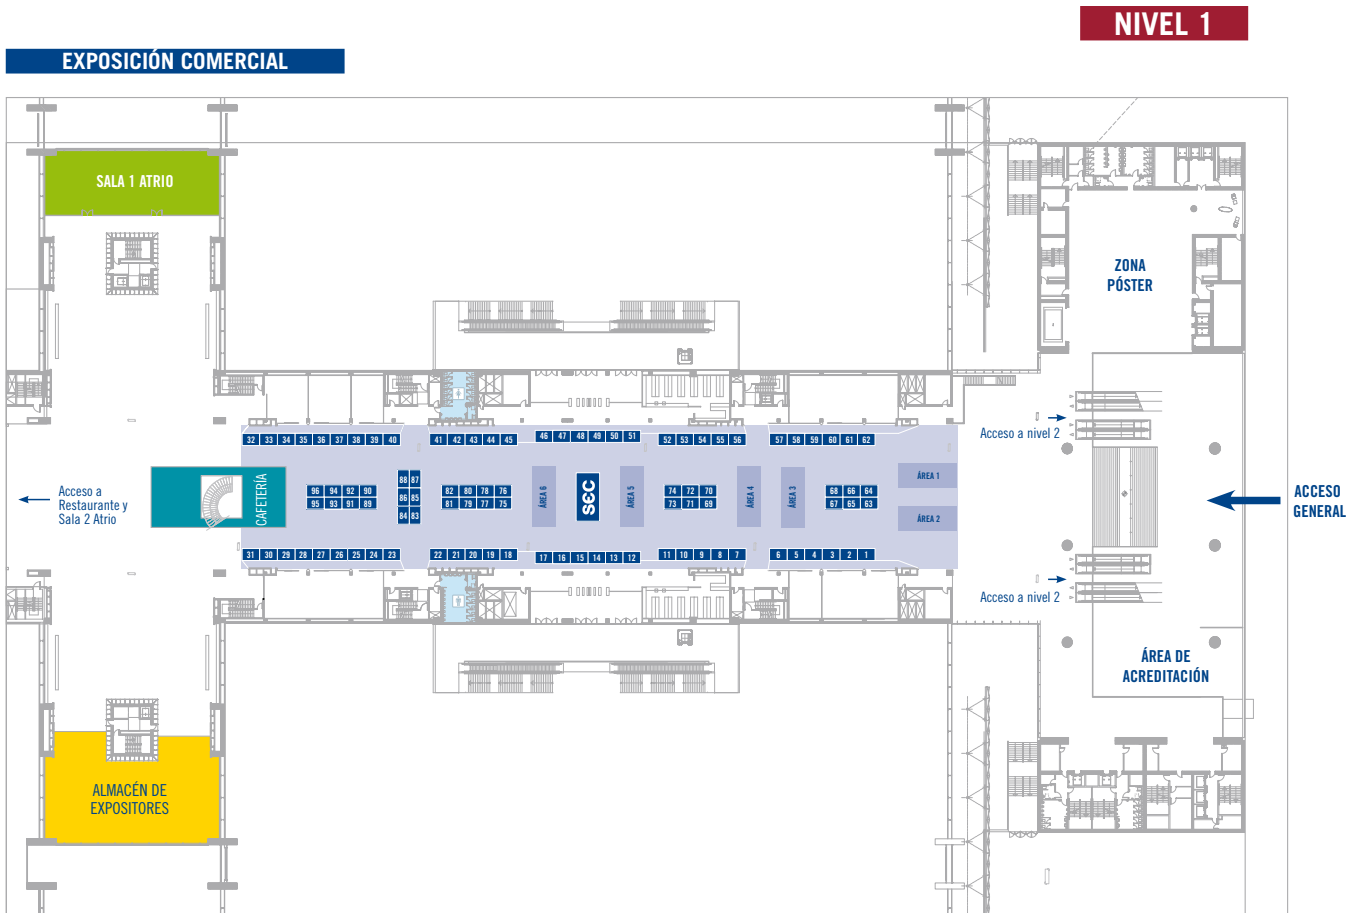 NIVEL 1
EXPOSICIÓN COMERCIAL
SALA 1 ATRIO
ZONA
PÓSTER
Acceso a nivel 2
32 33 34 35 36 37 38 39 40
41 42 43 44 45
46 47 48 49 50 51
52 53 54 55 56
57 58 59 60 61 62
CAFETERÍA
96 94 92 90
95 93 91 89
88 87
86 85
84 83
82 80 78 76
81 79 77 75
ÁREA 6
SEC
ÁREA 5
74 72 70
73 71 69
ÁREA 4
ÁREA 3
68 66 64
67 65 63
ÁREA 1
ÁREA 2
Acceso a
Restaurante y
Sala 2 Atrio
ACCESO
GENERAL
31 30 29 28 27 26 25 24 23
22 21 20 19 18
17 16 15 14 13 12
11 10 9 8 7
6 5 4 3 2 1
Acceso a nivel 2
ÁREA DE
ACREDITACIÓN
ALMACÉN DE
EXPOSITORES